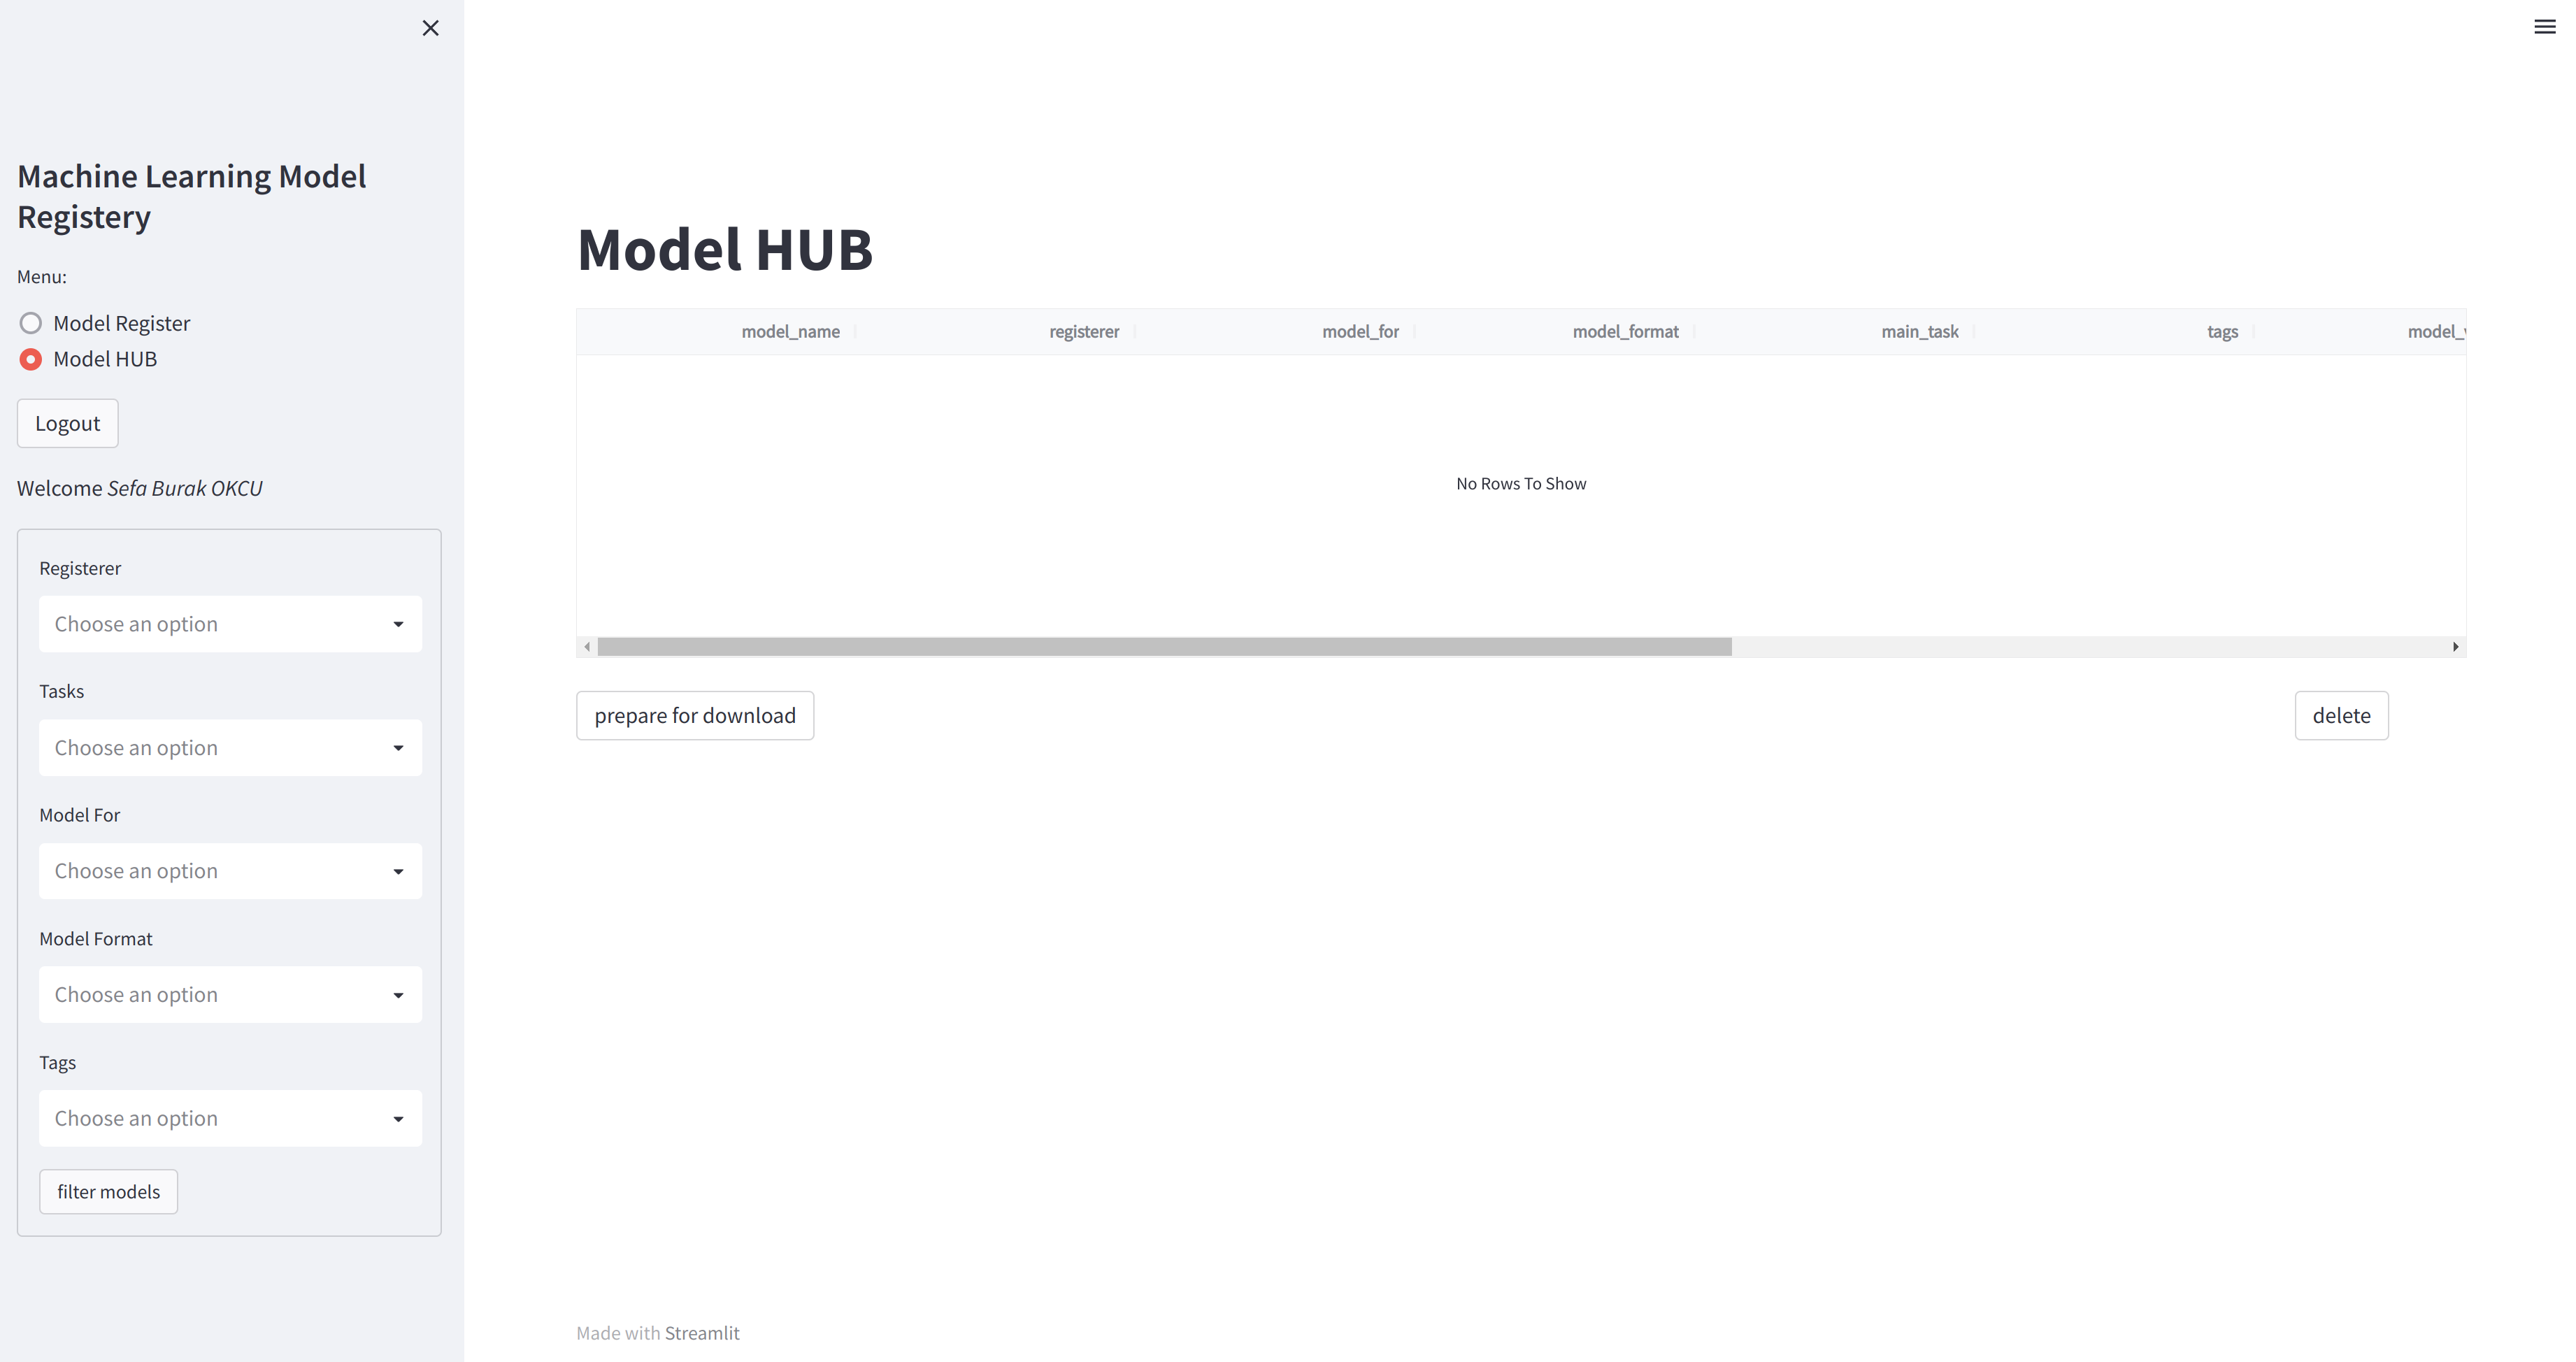 Machine Learning Model
Registery
Menu:
Model Register
Model HUB
Logout
Welcome Sefa Burak OKCU
Registerer
Choose an option
Tasks
Choose an option
Model For
Choose an option
Model Format
Choose an option
Tags
Choose an option
filter models
Model HUB
model_name registerer model_for model_format main_task tags
No Rows To Show
prepare for download delete
Made with Streamlit